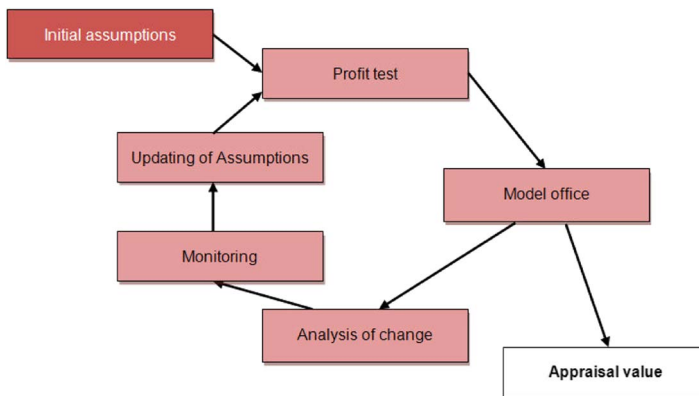 Initial assumptions
Profit test
Updating of Assumptions
Model office
Monitoring
Analysis of change
Appraisal value